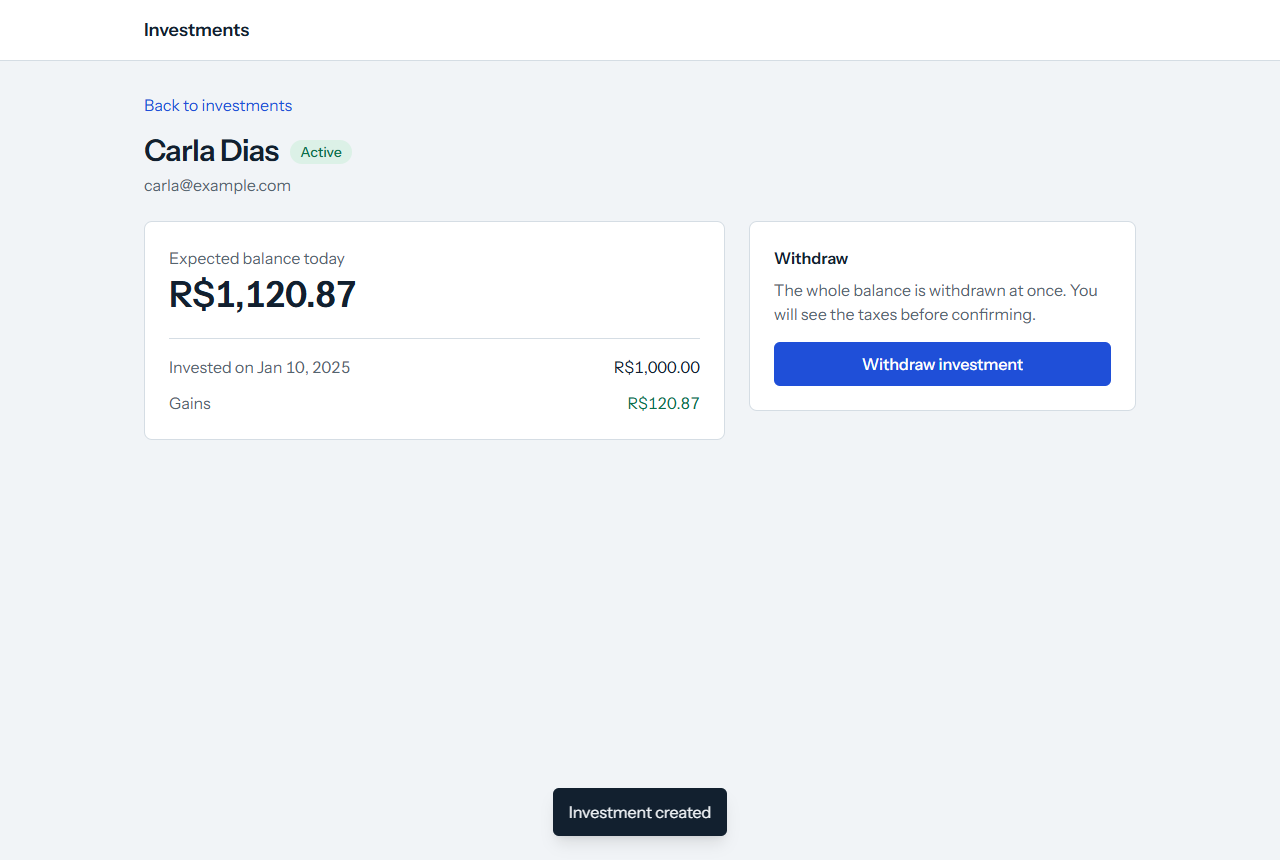 Investments
Back to investments
Carla Dias Active
carla@example.com
Expected balance today
R$1,120.87
Invested on Jan 10, 2025 R$1,000.00
Gains R$120.87
Withdraw
The whole balance is withdrawn at once. You
will see the taxes before confirming.
Withdraw investment
Investment created